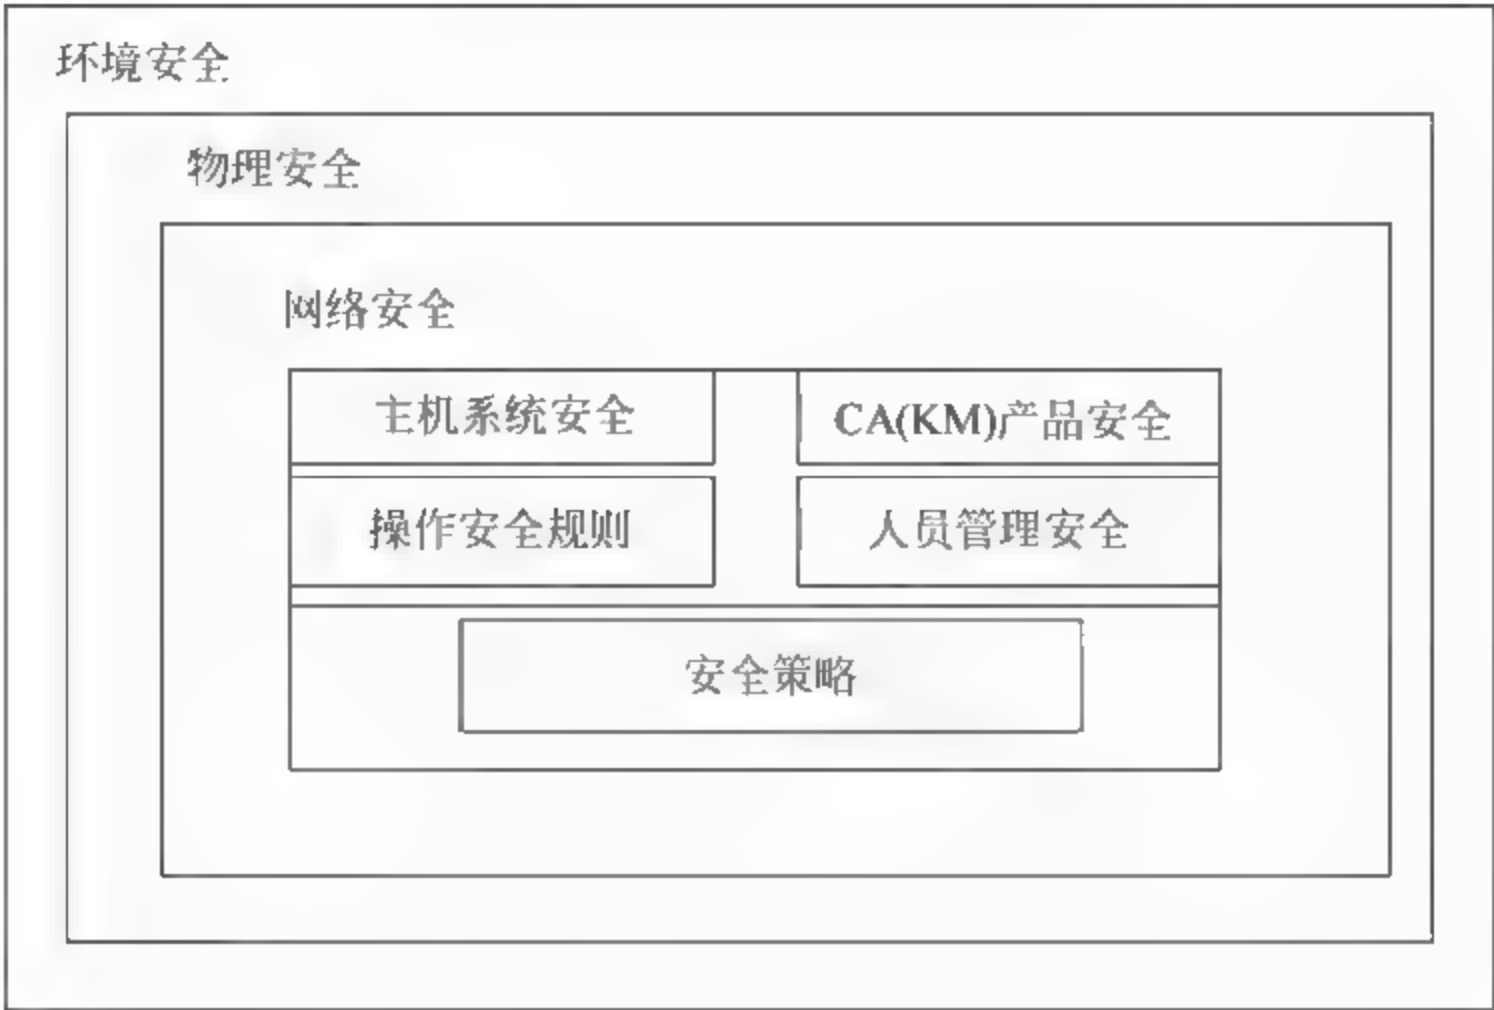 环境安全
物理安全
网络安全
主机系统安全
CA(KM)产品安全
操作安全规则
人员管理安全
安全策略